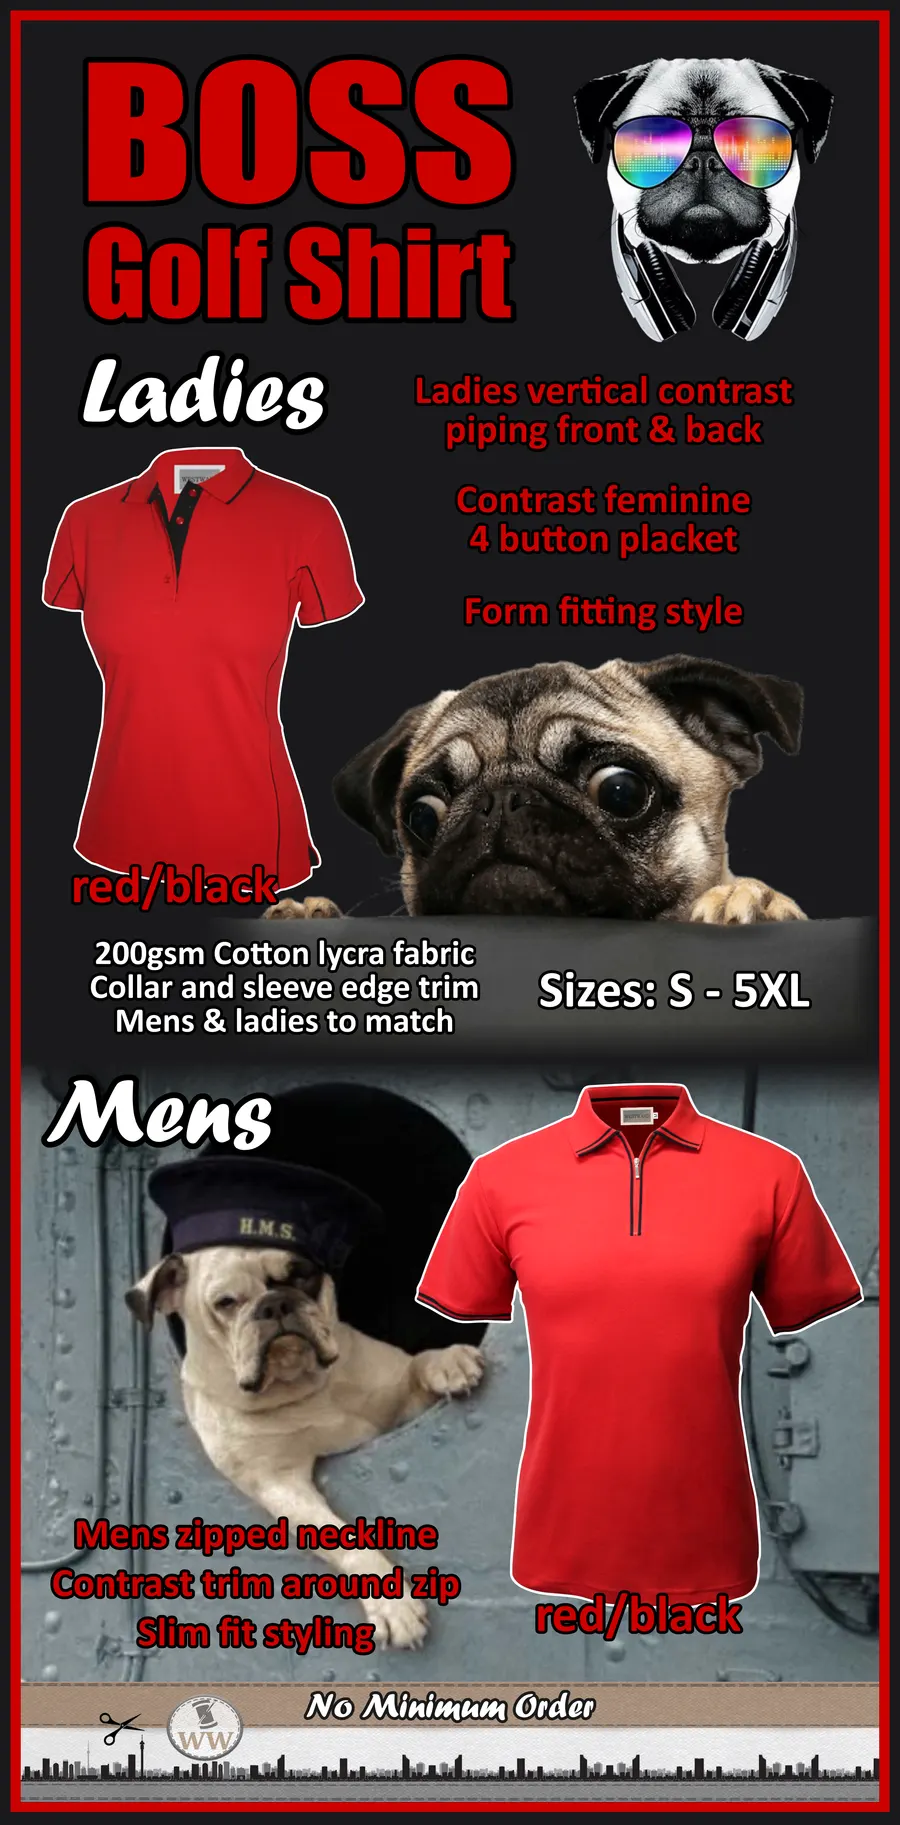 BOSS
Golf Shirt
Ladies
Ladies vertical contrast
piping front & back
Contrast feminine
4 button placket
Form fitting style
red/black
200gsm Cotton lycra fabric
Collar and sleeve edge trim
Mens & ladies to match
Sizes: S - 5XL
Mens
H.M.S.
Mens zipped neckline
Contrast trim around zip
Slim fit styling
red/black
No Minimum Order
WW